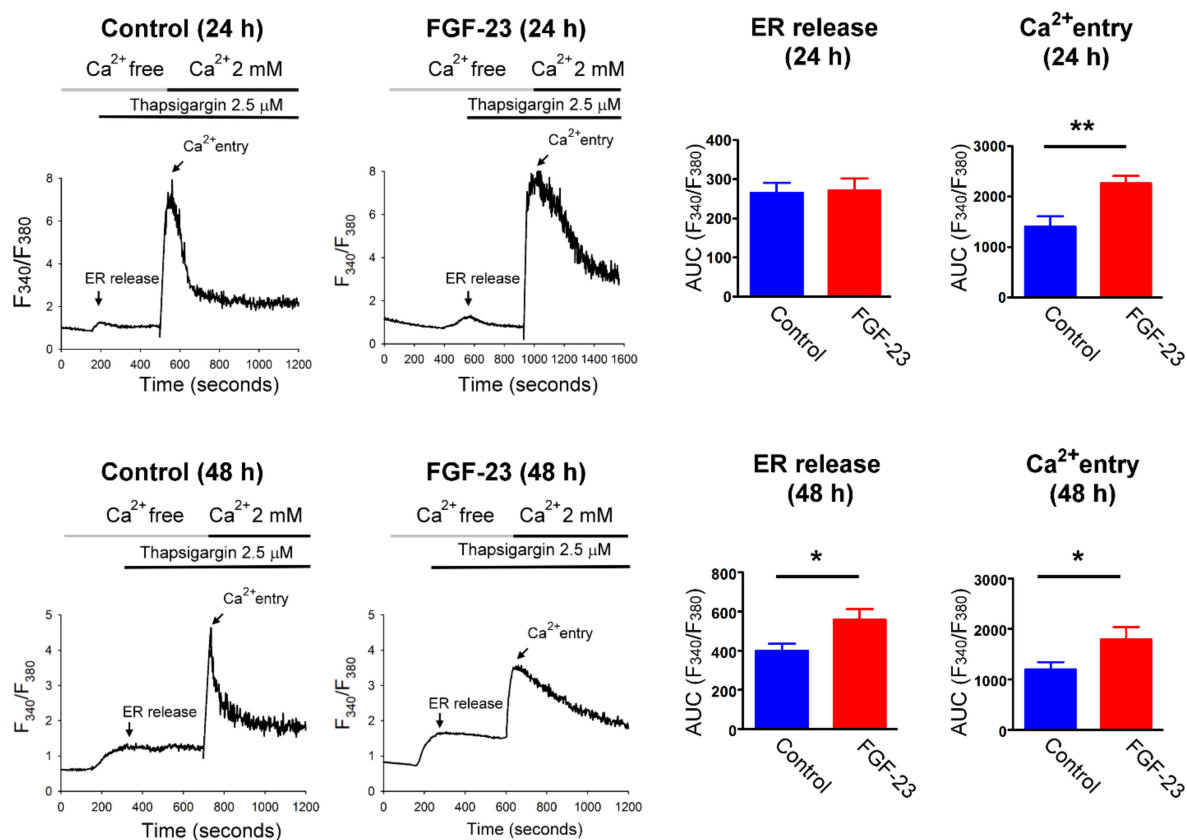 Control (24 h)
Ca2+ free Ca2+ 2 mM
Thapsigargin 2.5 μM
Ca2+ entry
ER release
F340/F380
8
6
4
2
0
0 200 400 600 800 1000 1200
Time (seconds)
FGF-23 (24 h)
Ca2+ free Ca2+ 2 mM
Thapsigargin 2.5 μM
Ca2+ entry
ER release
F340/F380
8
6
4
2
0
0 200 400 600 800 1000 1200 1400 1600
Time (seconds)
ER release
(24 h)
AUC (F340/F380)
400
300
200
100
0
Control
FGF-23
Ca2+ entry
(24 h)
**
AUC (F340/F380)
3000
2000
1000
0
Control
FGF-23
Control (48 h)
Ca2+ free Ca2+ 2 mM
Thapsigargin 2.5 μM
Ca2+ entry
ER release
F340/F380
5
4
3
2
1
0
0 200 400 600 800 1000 1200
Time (seconds)
FGF-23 (48 h)
Ca2+ free Ca2+ 2 mM
Thapsigargin 2.5 μM
Ca2+ entry
ER release
F340/F380
5
4
3
2
1
0
0 200 400 600 800 1000 1200
Time (seconds)
ER release
(48 h)
*
AUC (F340/F380)
800
600
400
200
0
Control
FGF-23
Ca2+ entry
(48 h)
*
AUC (F340/F380)
3000
2000
1000
0
Control
FGF-23